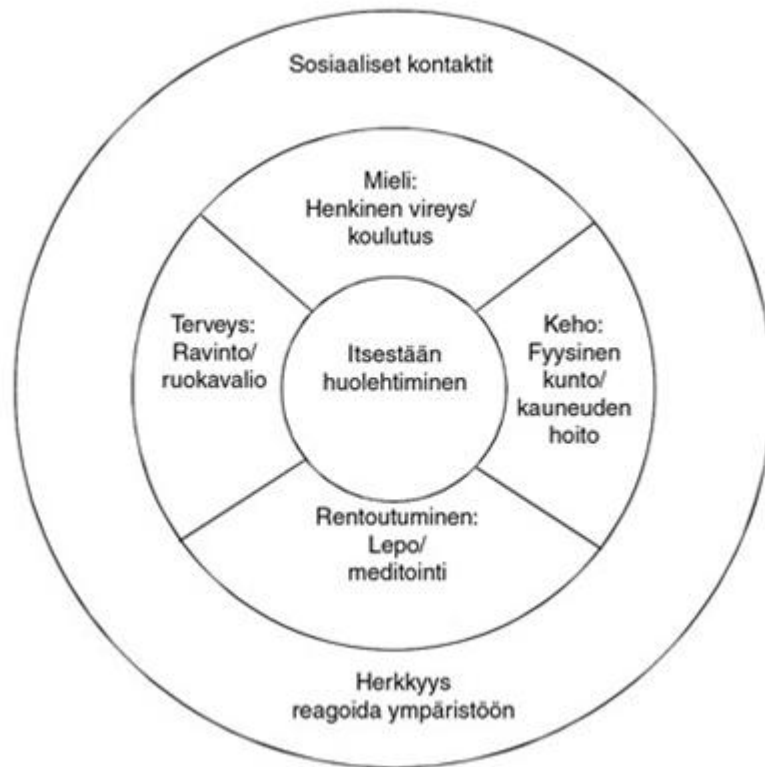 Sosiaaliset kontaktit
Mieli:
Henkinen vireys/
koulutus
Terveys:
Ravinto/
ruokavalio
Itsestään
huolehtiminen
Keho:
Fyysinen
kunto/
kauneuden
hoito
Rentoutuminen:
Lepo/
meditointi
Herkkyys
reagoida ympäristöön